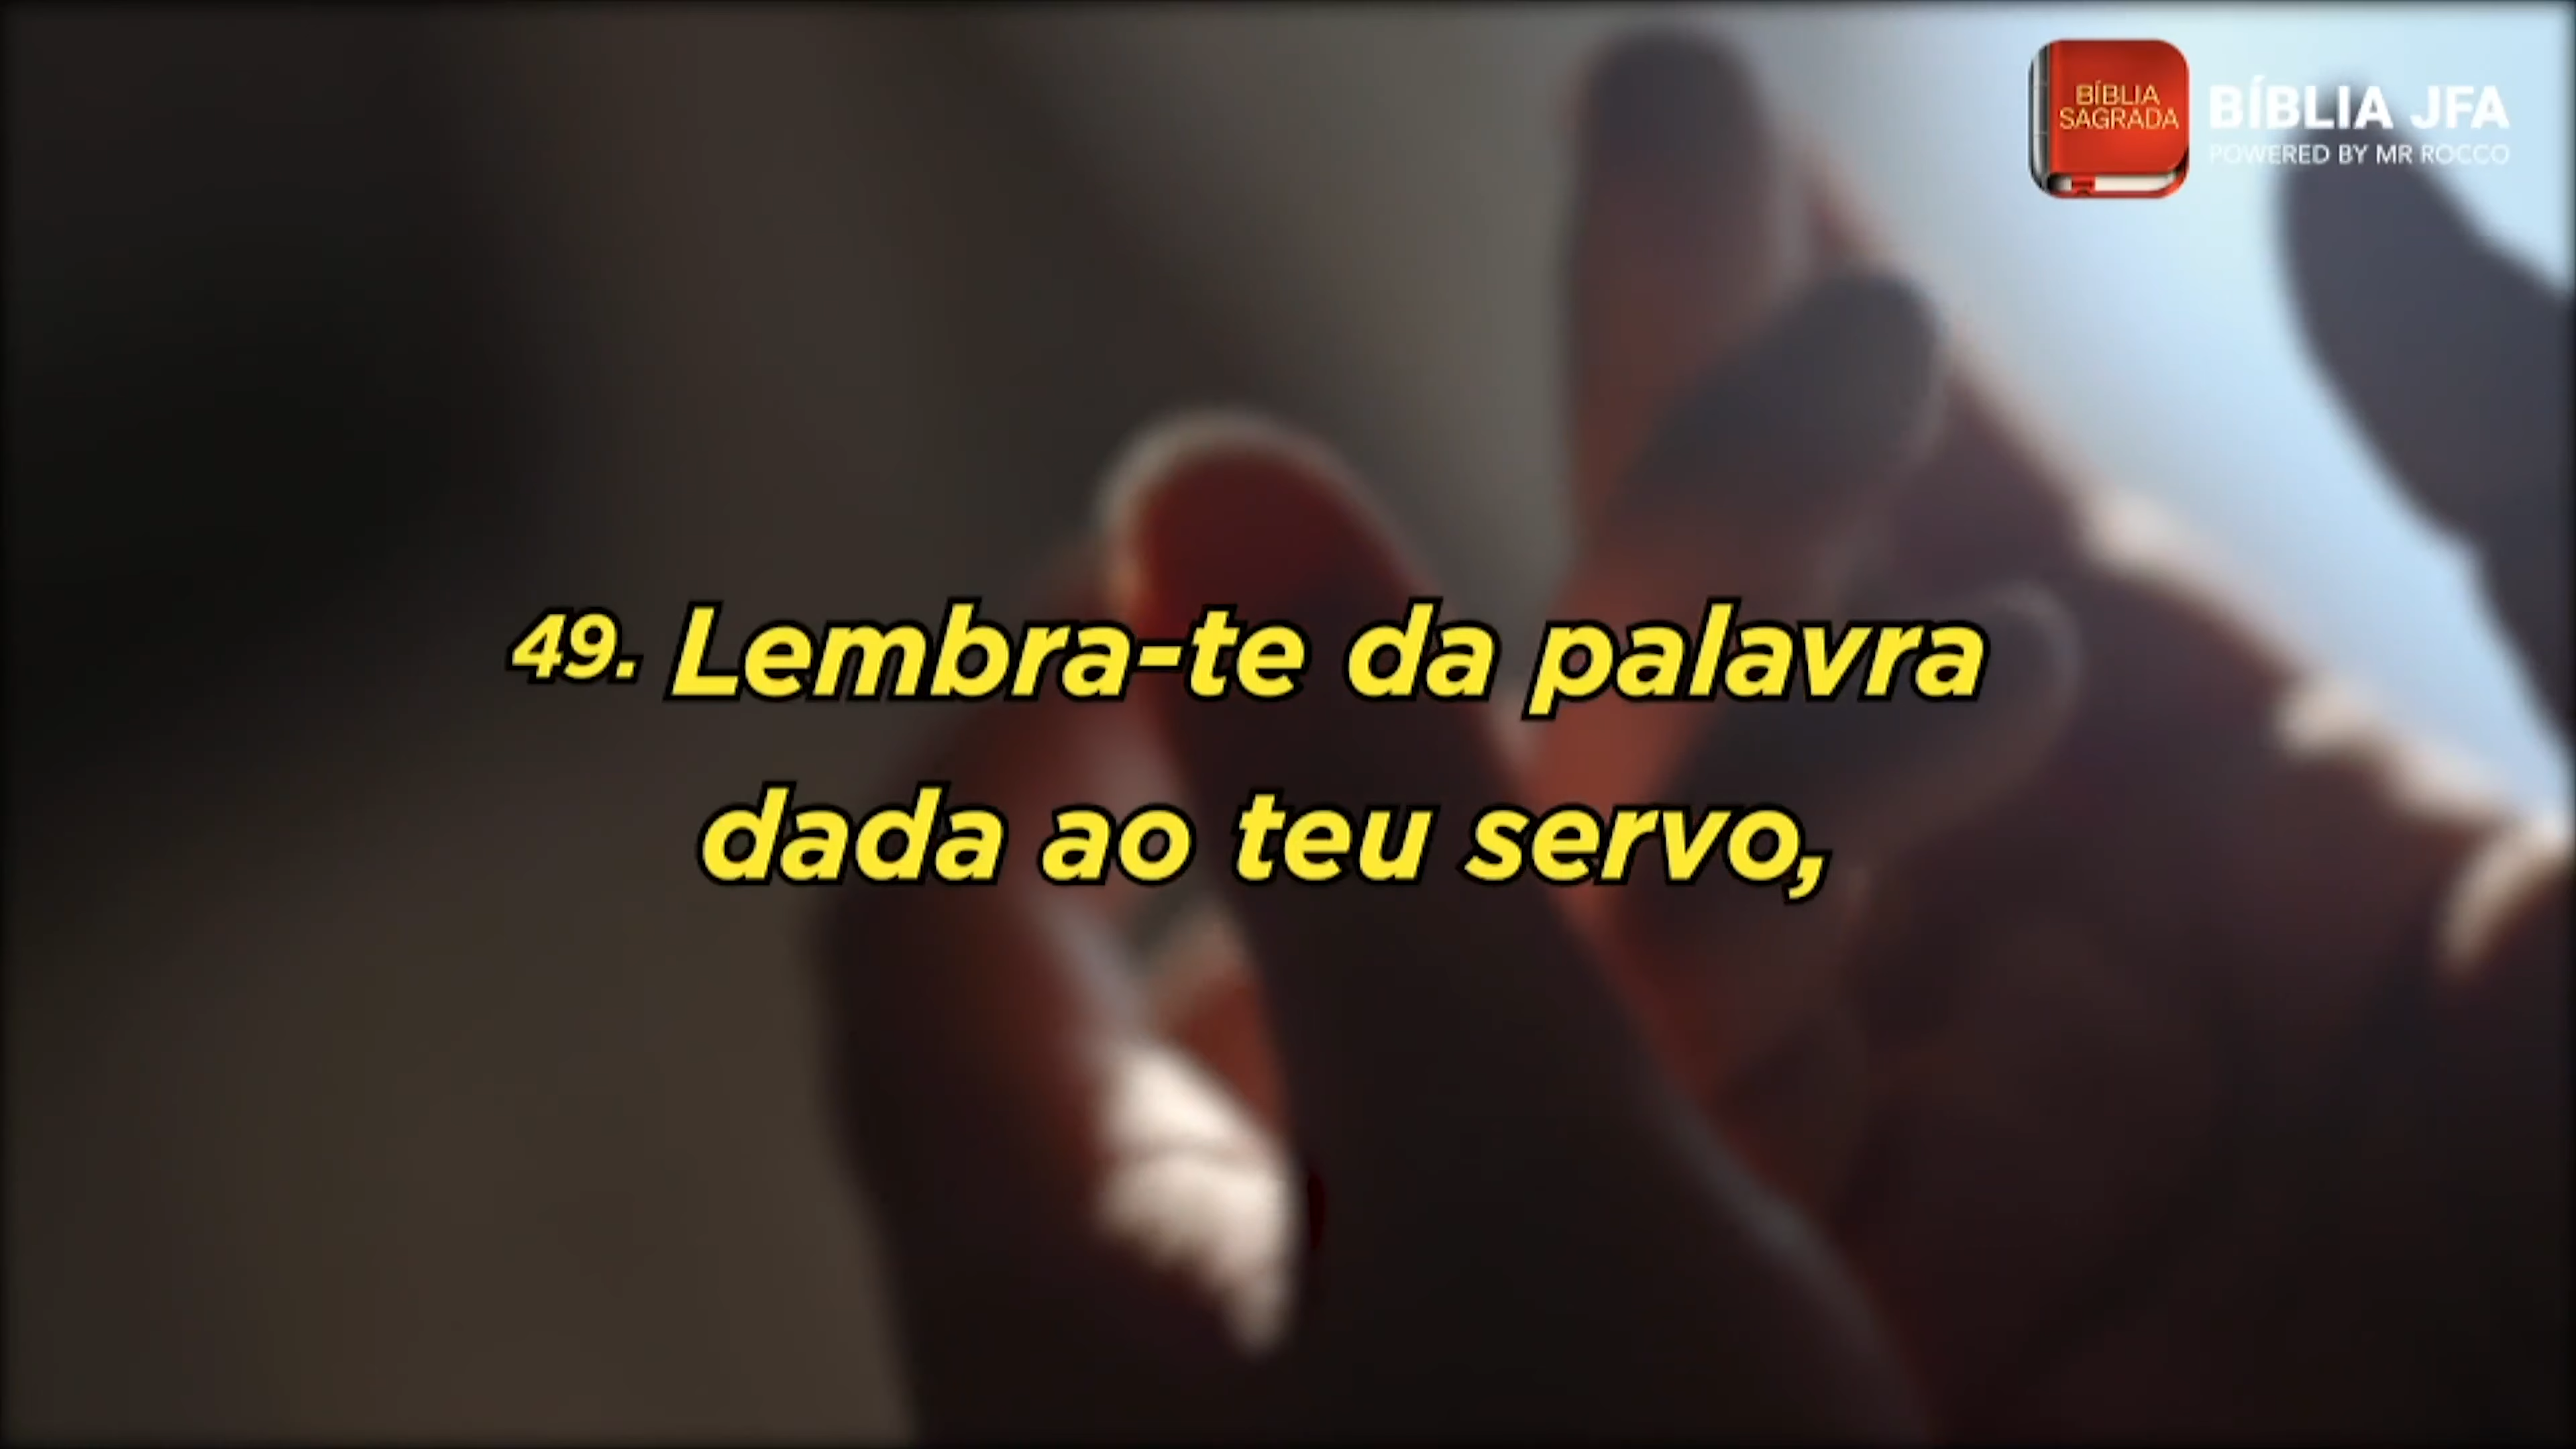 BÍBLIA
SAGRADA
BÍBLIA JFA
POWERED BY MR ROCCO
49. Lembra-te da palavra
dada ao teu servo,